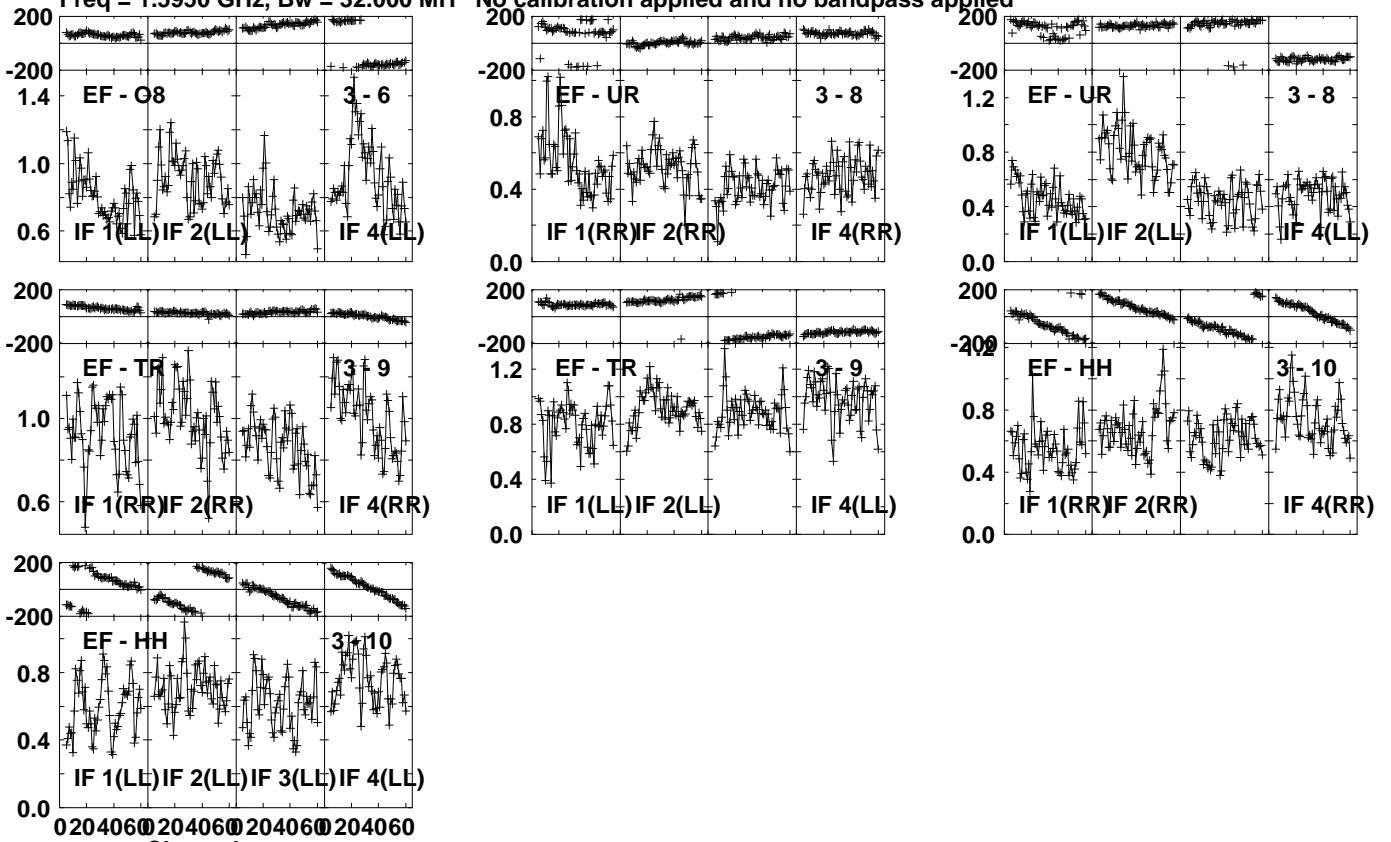 Freq = 1.5950 GHz, Bw = 32.000 MH No calibration applied and no bandpass applied
200
-200
EF - O8 3 - 6
1.4
1.0
0.6
IF 1(LL) IF 2(LL) IF 4(LL)
200
-200
EF - UR 3 - 8
0.8
0.4
0.0
IF 1(RR) IF 2(RR) IF 4(RR)
200
-200
EF - UR 3 - 8
1.2
0.8
0.4
0.0
IF 1(LL) IF 2(LL) IF 4(LL)
200
-200
EF - TR 3 - 9
1.0
0.6
IF 1(RR) IF 2(RR) IF 4(RR)
200
-200
EF - TR 3 - 9
1.2
0.8
0.4
0.0
IF 1(LL) IF 2(LL) IF 4(LL)
200
-200
1.2
EF - HH 3 - 10
0.8
0.4
0.0
IF 1(RR) IF 2(RR) IF 4(RR)
200
-200
EF - HH 3 - 10
0.8
0.4
0.0
IF 1(LL) IF 2(LL) IF 3(LL) IF 4(LL)
0 20 40 60 0 20 40 60 0 20 40 60 0 20 40 60